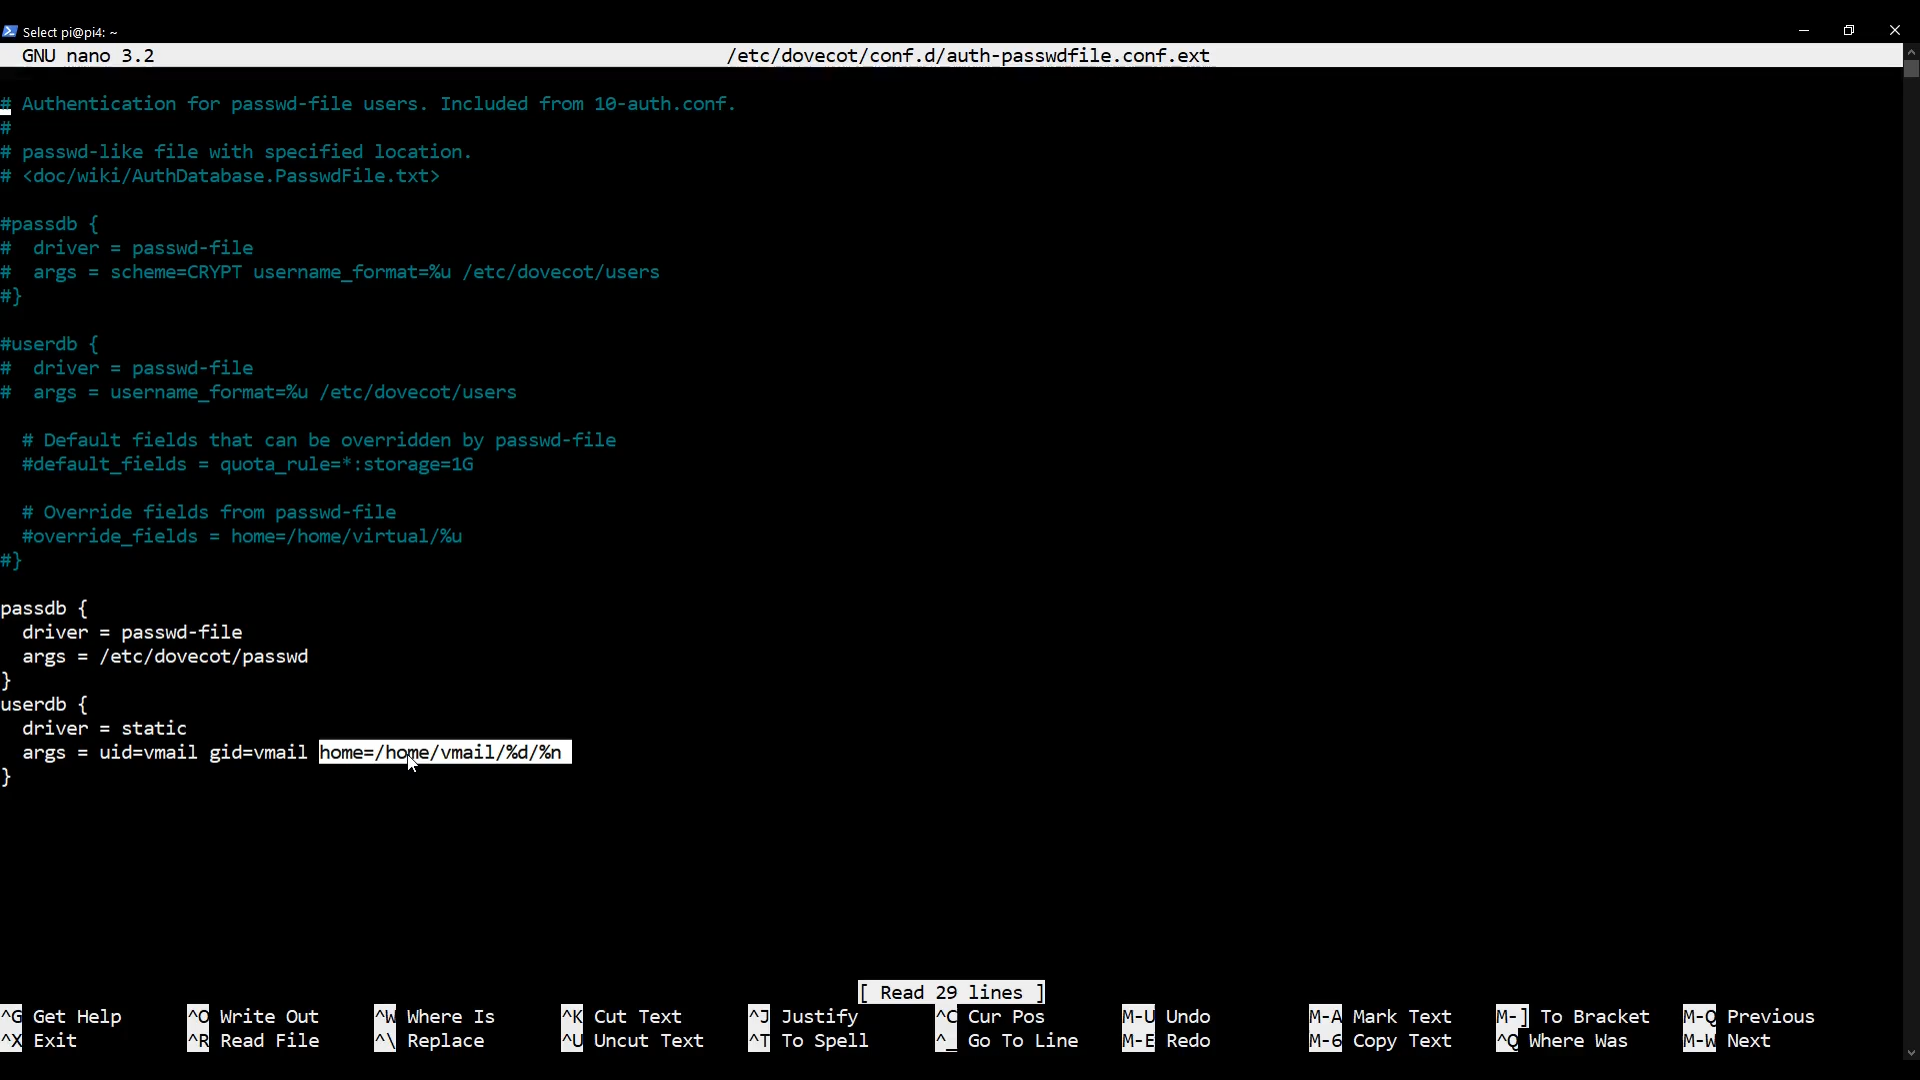 Select pi@pi4: ~
GNU nano 3.2 /etc/dovecot/conf.d/auth-passwdfile.conf.ext
# Authentication for passwd-file users. Included from 10-auth.conf.
#
# passwd-like file with specified location.
# <doc/wiki/AuthDatabase.PasswdFile.txt>
#passdb {
#  driver = passwd-file
#  args = scheme=CRYPT username_format=%u /etc/dovecot/users
#}
#userdb {
#  driver = passwd-file
#  args = username_format=%u /etc/dovecot/users
  # Default fields that can be overridden by passwd-file
  #default_fields = quota_rule=*:storage=1G
  # Override fields from passwd-file
  #override_fields = home=/home/virtual/%u
#}
passdb {
  driver = passwd-file
  args = /etc/dovecot/passwd
}
userdb {
  driver = static
  args = uid=vmail gid=vmail home=/home/vmail/%d/%n
}
[ Read 29 lines ]
^G Get Help ^O Write Out ^W Where Is ^K Cut Text ^J Justify ^C Cur Pos M-U Undo M-A Mark Text M-] To Bracket M-Q Previous
^X Exit ^R Read File ^\ Replace ^U Uncut Text ^T To Spell ^_ Go To Line M-E Redo M-6 Copy Text ^Q Where Was M-W Next